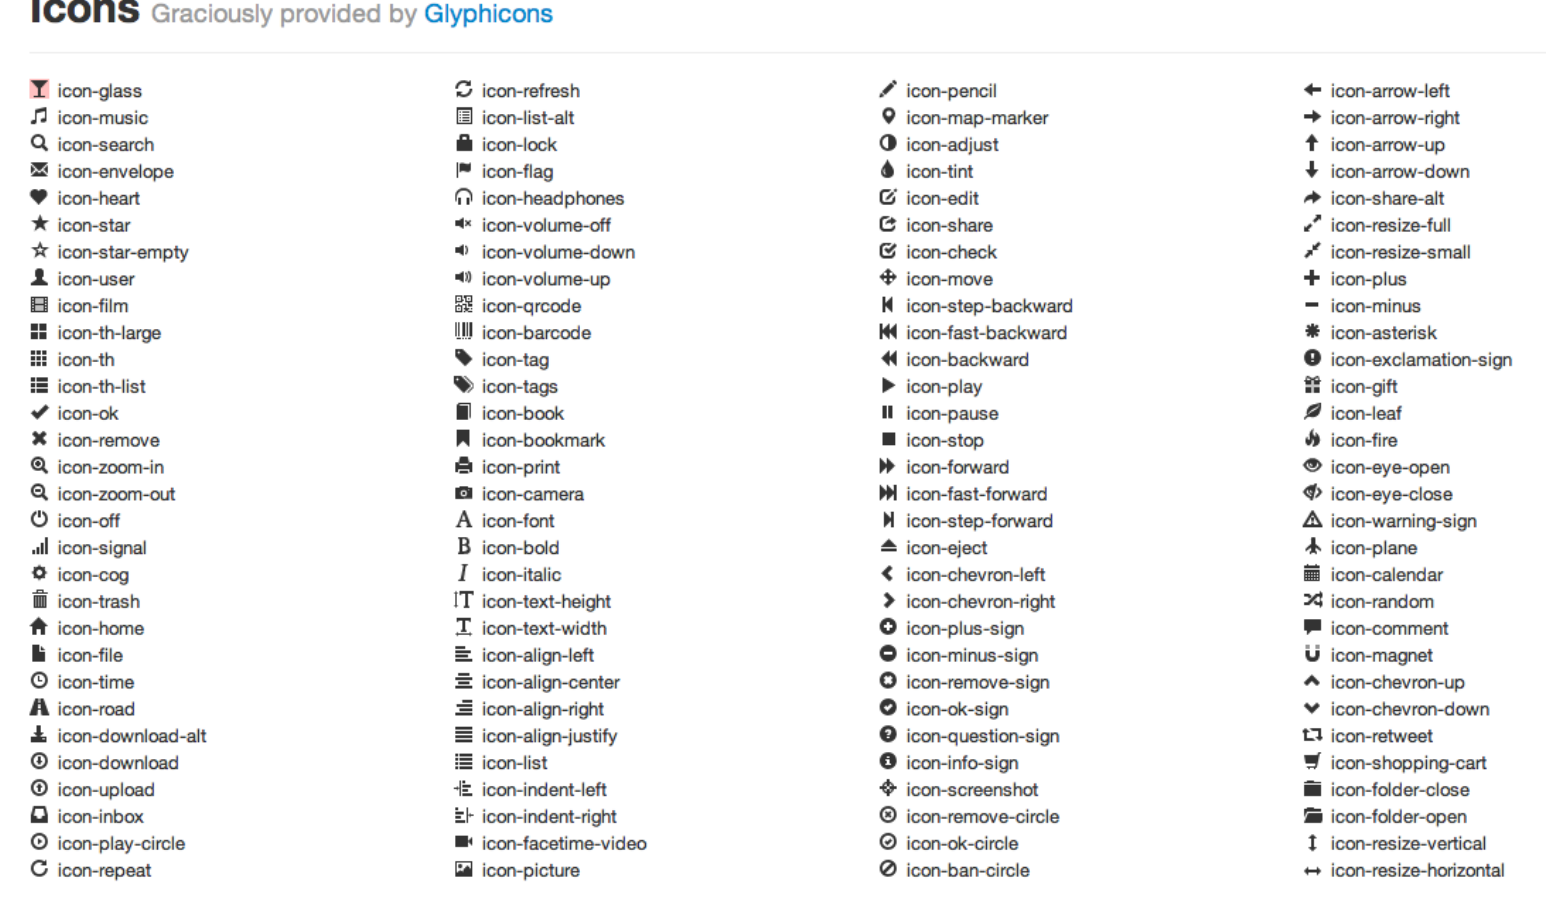 Icons Graciously provided by Glyphicons
icon-glass
icon-music
icon-search
icon-envelope
icon-heart
icon-star
icon-star-empty
icon-user
icon-film
icon-th-large
icon-th
icon-th-list
icon-ok
icon-remove
icon-zoom-in
icon-zoom-out
icon-off
icon-signal
icon-cog
icon-trash
icon-home
icon-file
icon-time
icon-road
icon-download-alt
icon-download
icon-upload
icon-inbox
icon-play-circle
icon-repeat
icon-refresh
icon-list-alt
icon-lock
icon-flag
icon-headphones
icon-volume-off
icon-volume-down
icon-volume-up
icon-qrcode
icon-barcode
icon-tag
icon-tags
icon-book
icon-bookmark
icon-print
icon-camera
icon-font
icon-bold
icon-italic
icon-text-height
icon-text-width
icon-align-left
icon-align-center
icon-align-right
icon-align-justify
icon-list
icon-indent-left
icon-indent-right
icon-facetime-video
icon-picture
icon-pencil
icon-map-marker
icon-adjust
icon-tint
icon-edit
icon-share
icon-check
icon-move
icon-step-backward
icon-fast-backward
icon-backward
icon-play
icon-pause
icon-stop
icon-forward
icon-fast-forward
icon-step-forward
icon-eject
icon-chevron-left
icon-chevron-right
icon-plus-sign
icon-minus-sign
icon-remove-sign
icon-ok-sign
icon-question-sign
icon-info-sign
icon-screenshot
icon-remove-circle
icon-ok-circle
icon-ban-circle
icon-arrow-left
icon-arrow-right
icon-arrow-up
icon-arrow-down
icon-share-alt
icon-resize-full
icon-resize-small
icon-plus
icon-minus
icon-asterisk
icon-exclamation-sign
icon-gift
icon-leaf
icon-fire
icon-eye-open
icon-eye-close
icon-warning-sign
icon-plane
icon-calendar
icon-random
icon-comment
icon-magnet
icon-chevron-up
icon-chevron-down
icon-retweet
icon-shopping-cart
icon-folder-close
icon-folder-open
icon-resize-vertical
icon-resize-horizontal